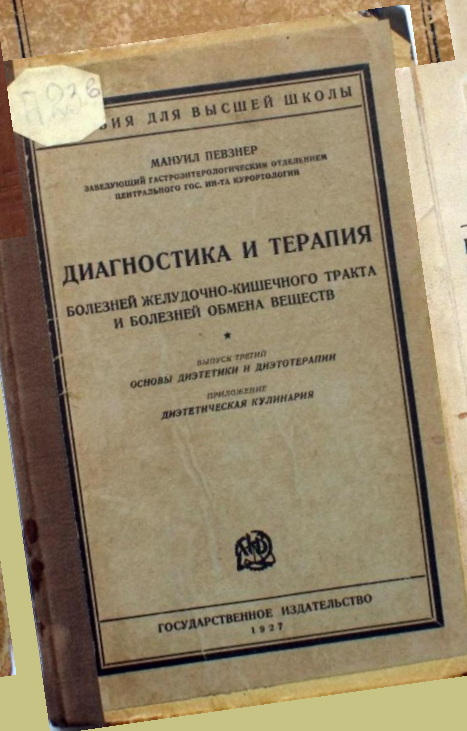 ВИЯ ДЛЯ ВЫСШЕЙ ШКОЛЫ
МАНУИЛ ПЕВЗНЕР
ЗАВЕДУЮЩИЙ ГАСТРОЭНТЕРОЛОГИЧЕСКИМ ОТДЕЛЕНИЕМ
ЦЕНТРАЛЬНОГО ГОС. ИН-ТА КУРОРТОЛОГИИ
ДИАГНОСТИКА И ТЕРАПИЯ
БОЛЕЗНЕЙ ЖЕЛУДОЧНО-КИШЕЧНОГО ТРАКТА
И БОЛЕЗНЕЙ ОБМЕНА ВЕЩЕСТВ
ВЫПУСК ТРЕТИЙ
ОСНОВЫ ДИЭТЕТИКИ И ДИЭТОТЕРАПИИ
ПРИЛОЖЕНИЕ
ДИЭТЕТИЧЕСКАЯ КУЛИНАРИЯ
ГОСУДАРСТВЕННОЕ ИЗДАТЕЛЬСТВО
1927